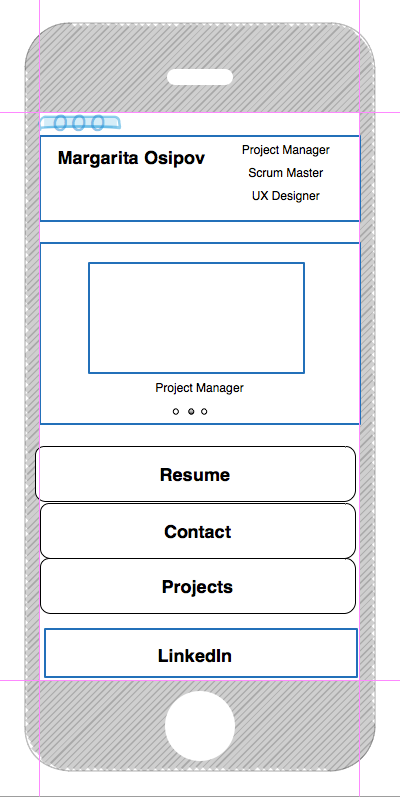 Margarita Osipov
Project Manager
Scrum Master
UX Designer
Project Manager
Resume
Contact
Projects
LinkedIn